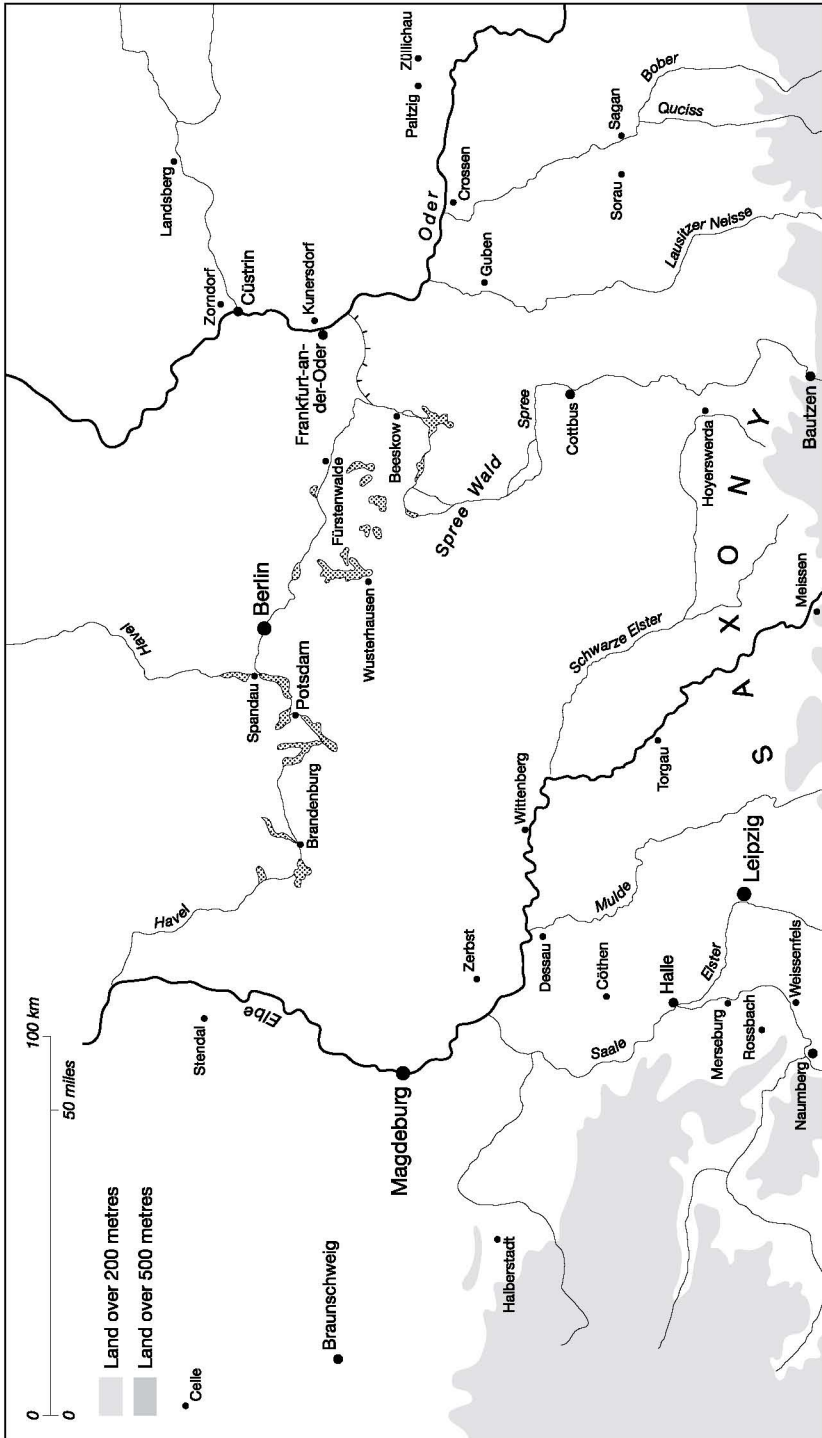 0
100 km
0
50 miles
Land over 200 metres
Land over 500 metres
Celle
Braunschweig
Halberstadt
Stendal
Elbe
Magdeburg
Zerbst
Havel
Brandenburg
Havel
Spandau
Potsdam
Berlin
Wusterhausen
Fürstenwalde
Beeskow
Frankfurt-an-
der-Oder
Kunersdorf
Zorndorf
Cüstrin
Landsberg
Oder
Paltzig
Züllichau
Crossen
Guben
Spree Wald
Spree
Cottbus
Sorau
Sagan
Bober
Quciss
Lausitzer Neisse
Wittenberg
Dessau
Cöthen
Mulde
Schwarze Elster
Torgau
Hoyerswerda
SAXONY
Bautzen
Meissen
Saale
Halle
Elster
Leipzig
Merseburg
Rossbach
Weissenfels
Naumberg